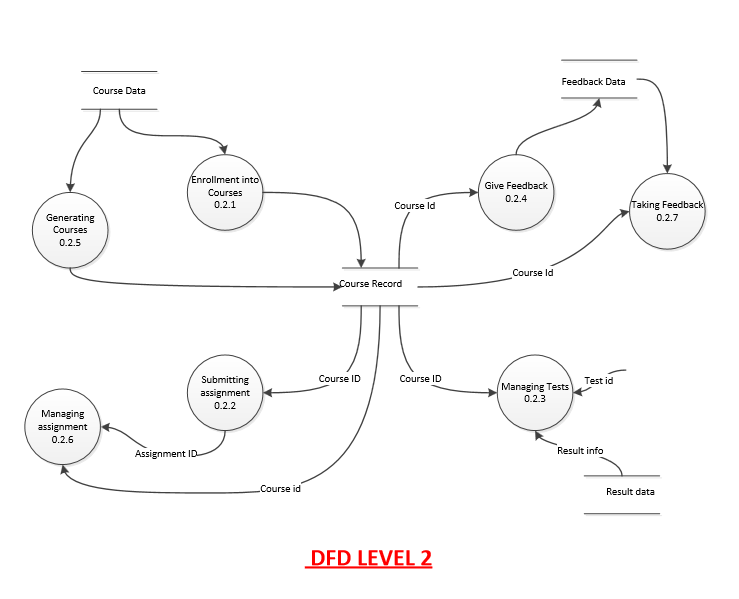 Course Data
Feedback Data
Enrollment into
Courses
0.2.1
Give Feedback
0.2.4
Taking Feedback
0.2.7
Generating
Courses
0.2.5
Course Id
Course Id
Course Record
Submitting
assignment
0.2.2
Course ID
Course ID
Managing Tests
0.2.3
Test id
Managing
assignment
0.2.6
Assignment ID
Result info
Course id
Result data
DFD LEVEL 2